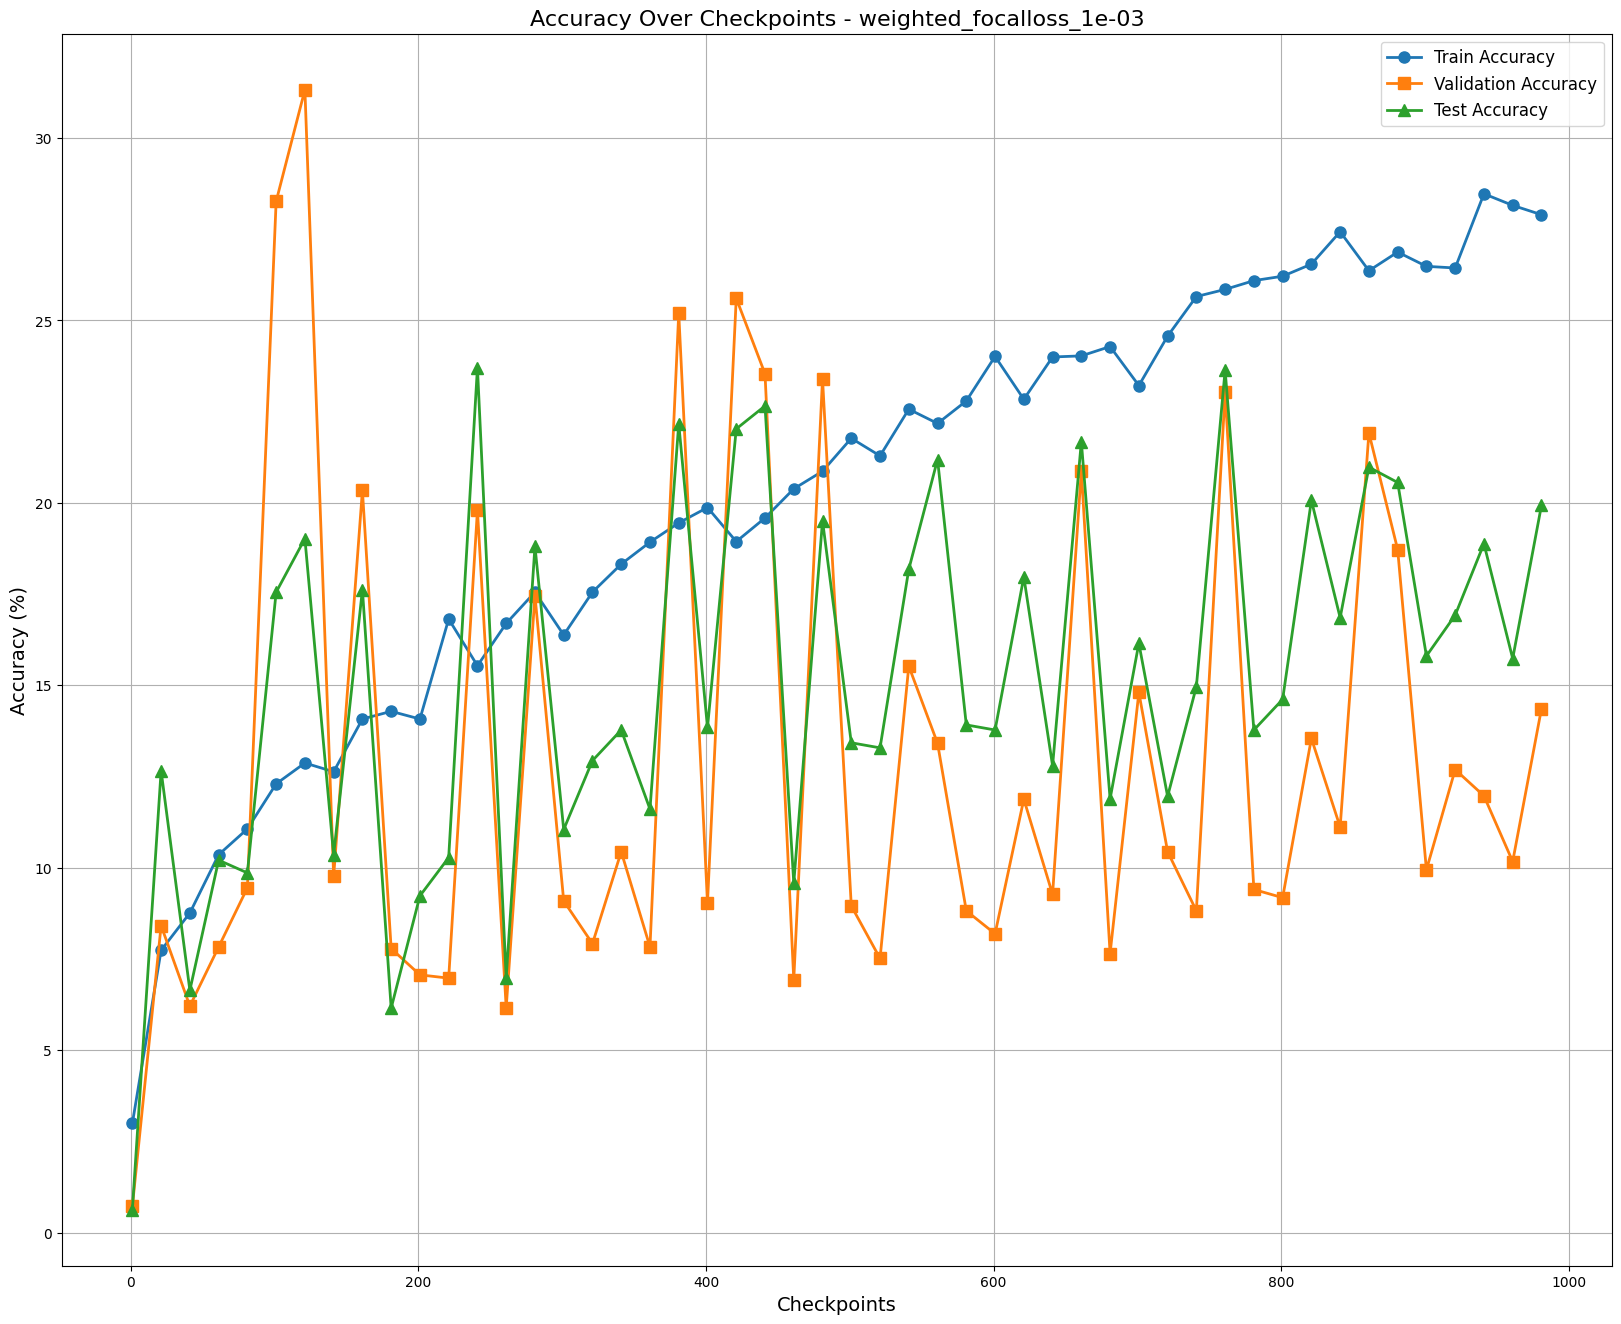 Accuracy Over Checkpoints - weighted_focalloss_1e-03
Train Accuracy
Validation Accuracy
Test Accuracy
Accuracy (%)
30
25
20
15
10
5
0
0 200 400 600 800 1000
Checkpoints